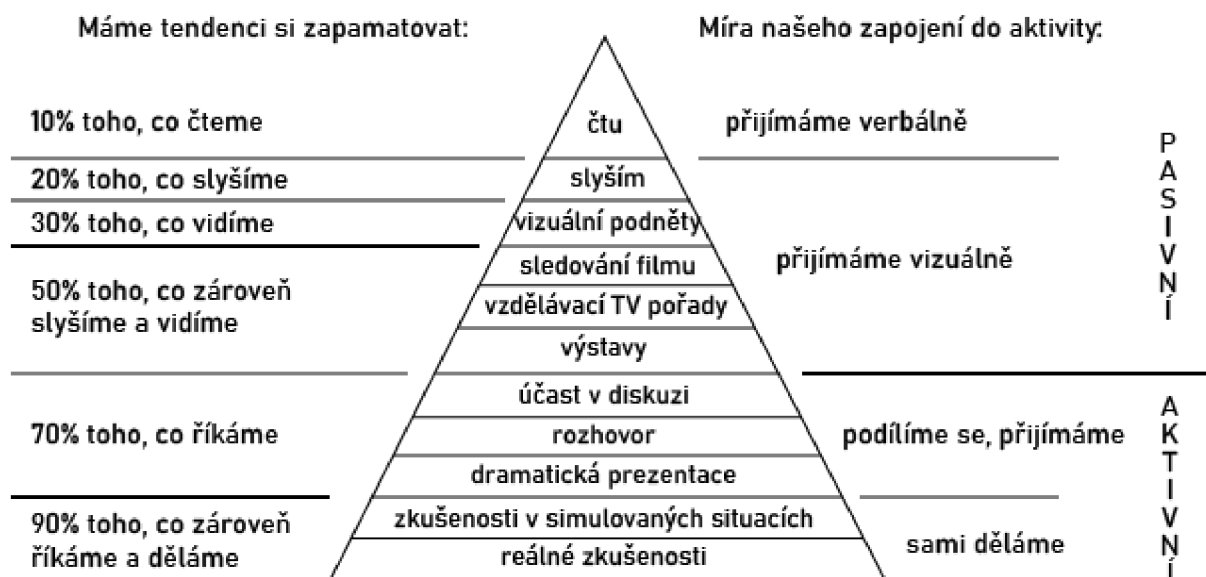 Máme tendenci si zapamatovat:
Míra našeho zapojení do aktivity:
10% toho, co čteme
čtu
přijímáme verbálně
20% toho, co slyšíme
slyším
30% toho, co vidíme
vizuální podněty
přijímáme vizuálně
50% toho, co zároveň
slyšíme a vidíme
sledování filmu
vzdělávací TV pořady
výstavy
PASIVNÍ
70% toho, co říkáme
účast v diskuzi
rozhovor
dramatická prezentace
podílíme se, přijímáme
90% toho, co zároveň
říkáme a děláme
zkušenosti v simulovaných situacích
reálné zkušenosti
sami děláme
AKTIVNÍ